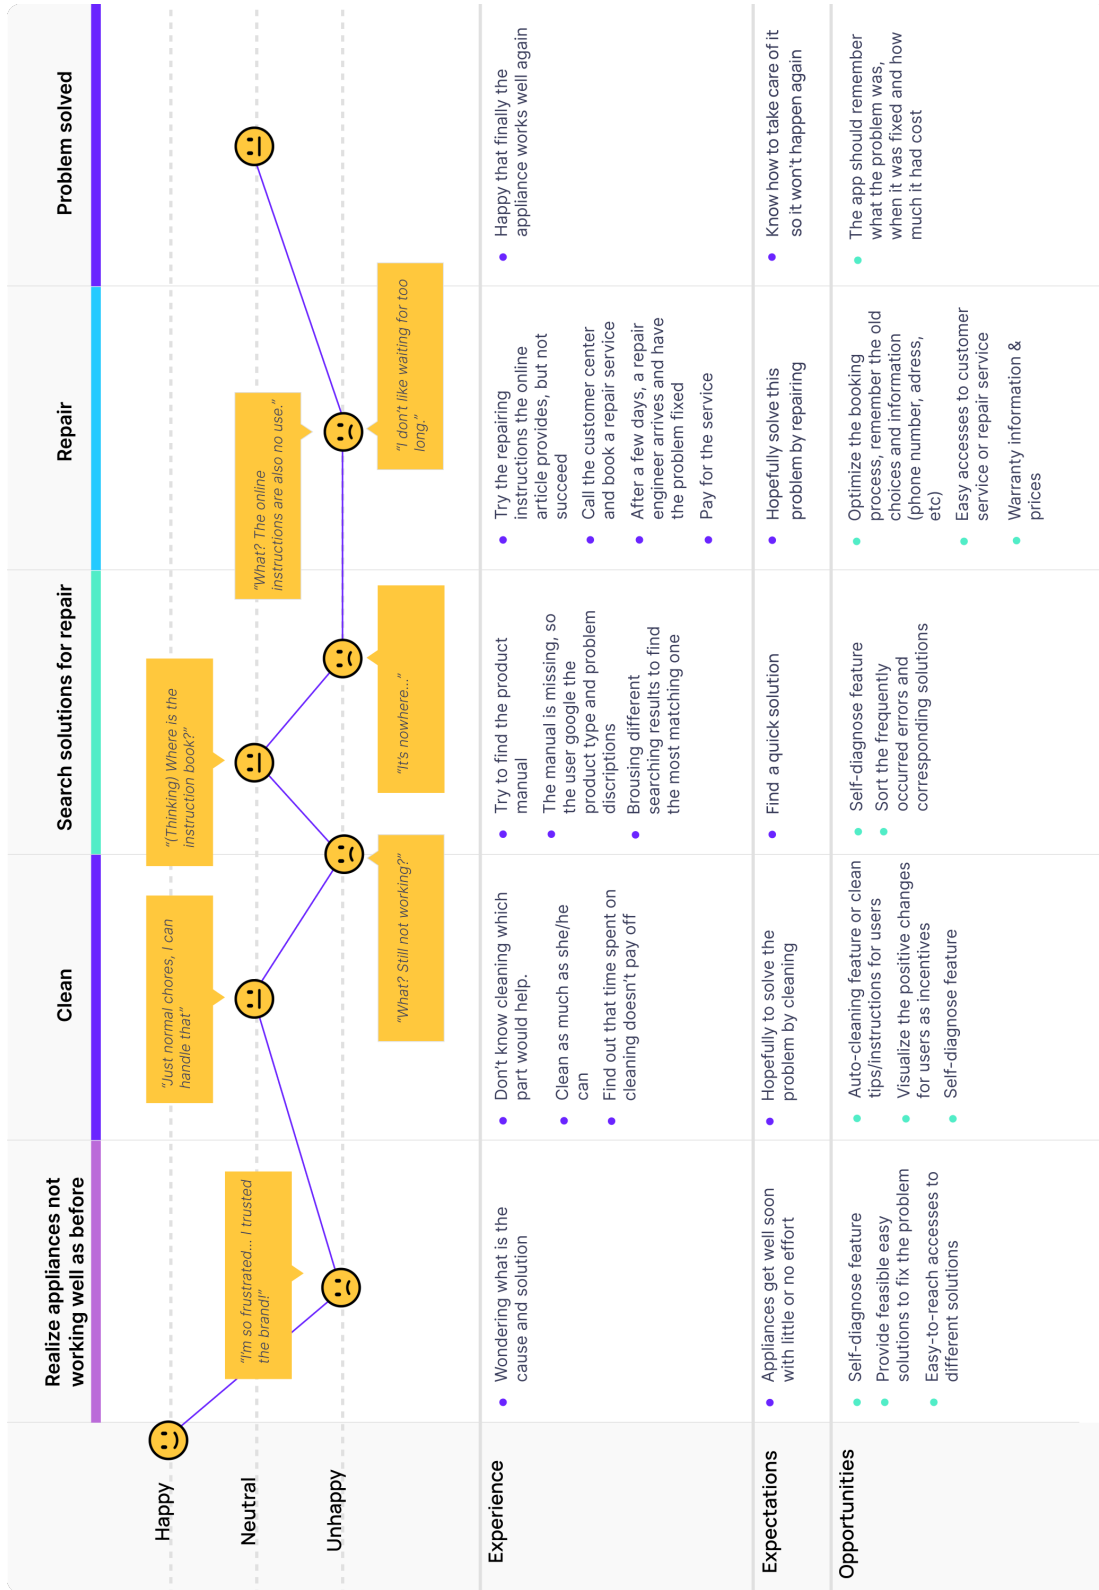 Realize appliances not
working well as before
Clean
Search solutions for repair
Repair
Problem solved
Happy
Neutral
Unhappy
“I’m so frustrated... I trusted
the brand!”
“Just normal chores, I can
handle that”
“What? Still not working?”
“(Thinking) Where is the
instruction book?”
“It’s nowhere...”
“What? The online
instructions are also no use.”
“I don’t like waiting for too
long.”
Experience
Wondering what is the
cause and solution
Don’t know cleaning which
part would help.
Clean as much as she/he
can
Find out that time spent on
cleaning doesn’t pay off
Try to find the product
manual
The manual is missing, so
the user google the
product type and problem
discriptions
Brousing different
searching results to find
the most matching one
Try the repairing
instructions the online
article provides, but not
succeed
Call the customer center
and book a repair service
After a few days, a repair
engineer arrives and have
the problem fixed
Pay for the service
Happy that finally the
appliance works well again
Expectations
Appliances get well soon
with little or no effort
Hopefully to solve the
problem by cleaning
Find a quick solution
Hopefully solve this
problem by repairing
Know how to take care of it
so it won’t happen again
Opportunities
Self-diagnose feature
Provide feasible easy
solutions to fix the problem
Easy-to-reach accesses to
different solutions
Auto-cleaning feature or clean
tips/instructions for users
Visualize the positive changes
for users as incentives
Self-diagnose feature
Self-diagnose feature
Sort the frequently
occurred errors and
corresponding solutions
Optimize the booking
process, remember the old
choices and information
(phone number, adress,
etc)
Easy accesses to customer
service or repair service
Warranty information &
prices
The app should remember
what the problem was,
when it was fixed and how
much it had cost